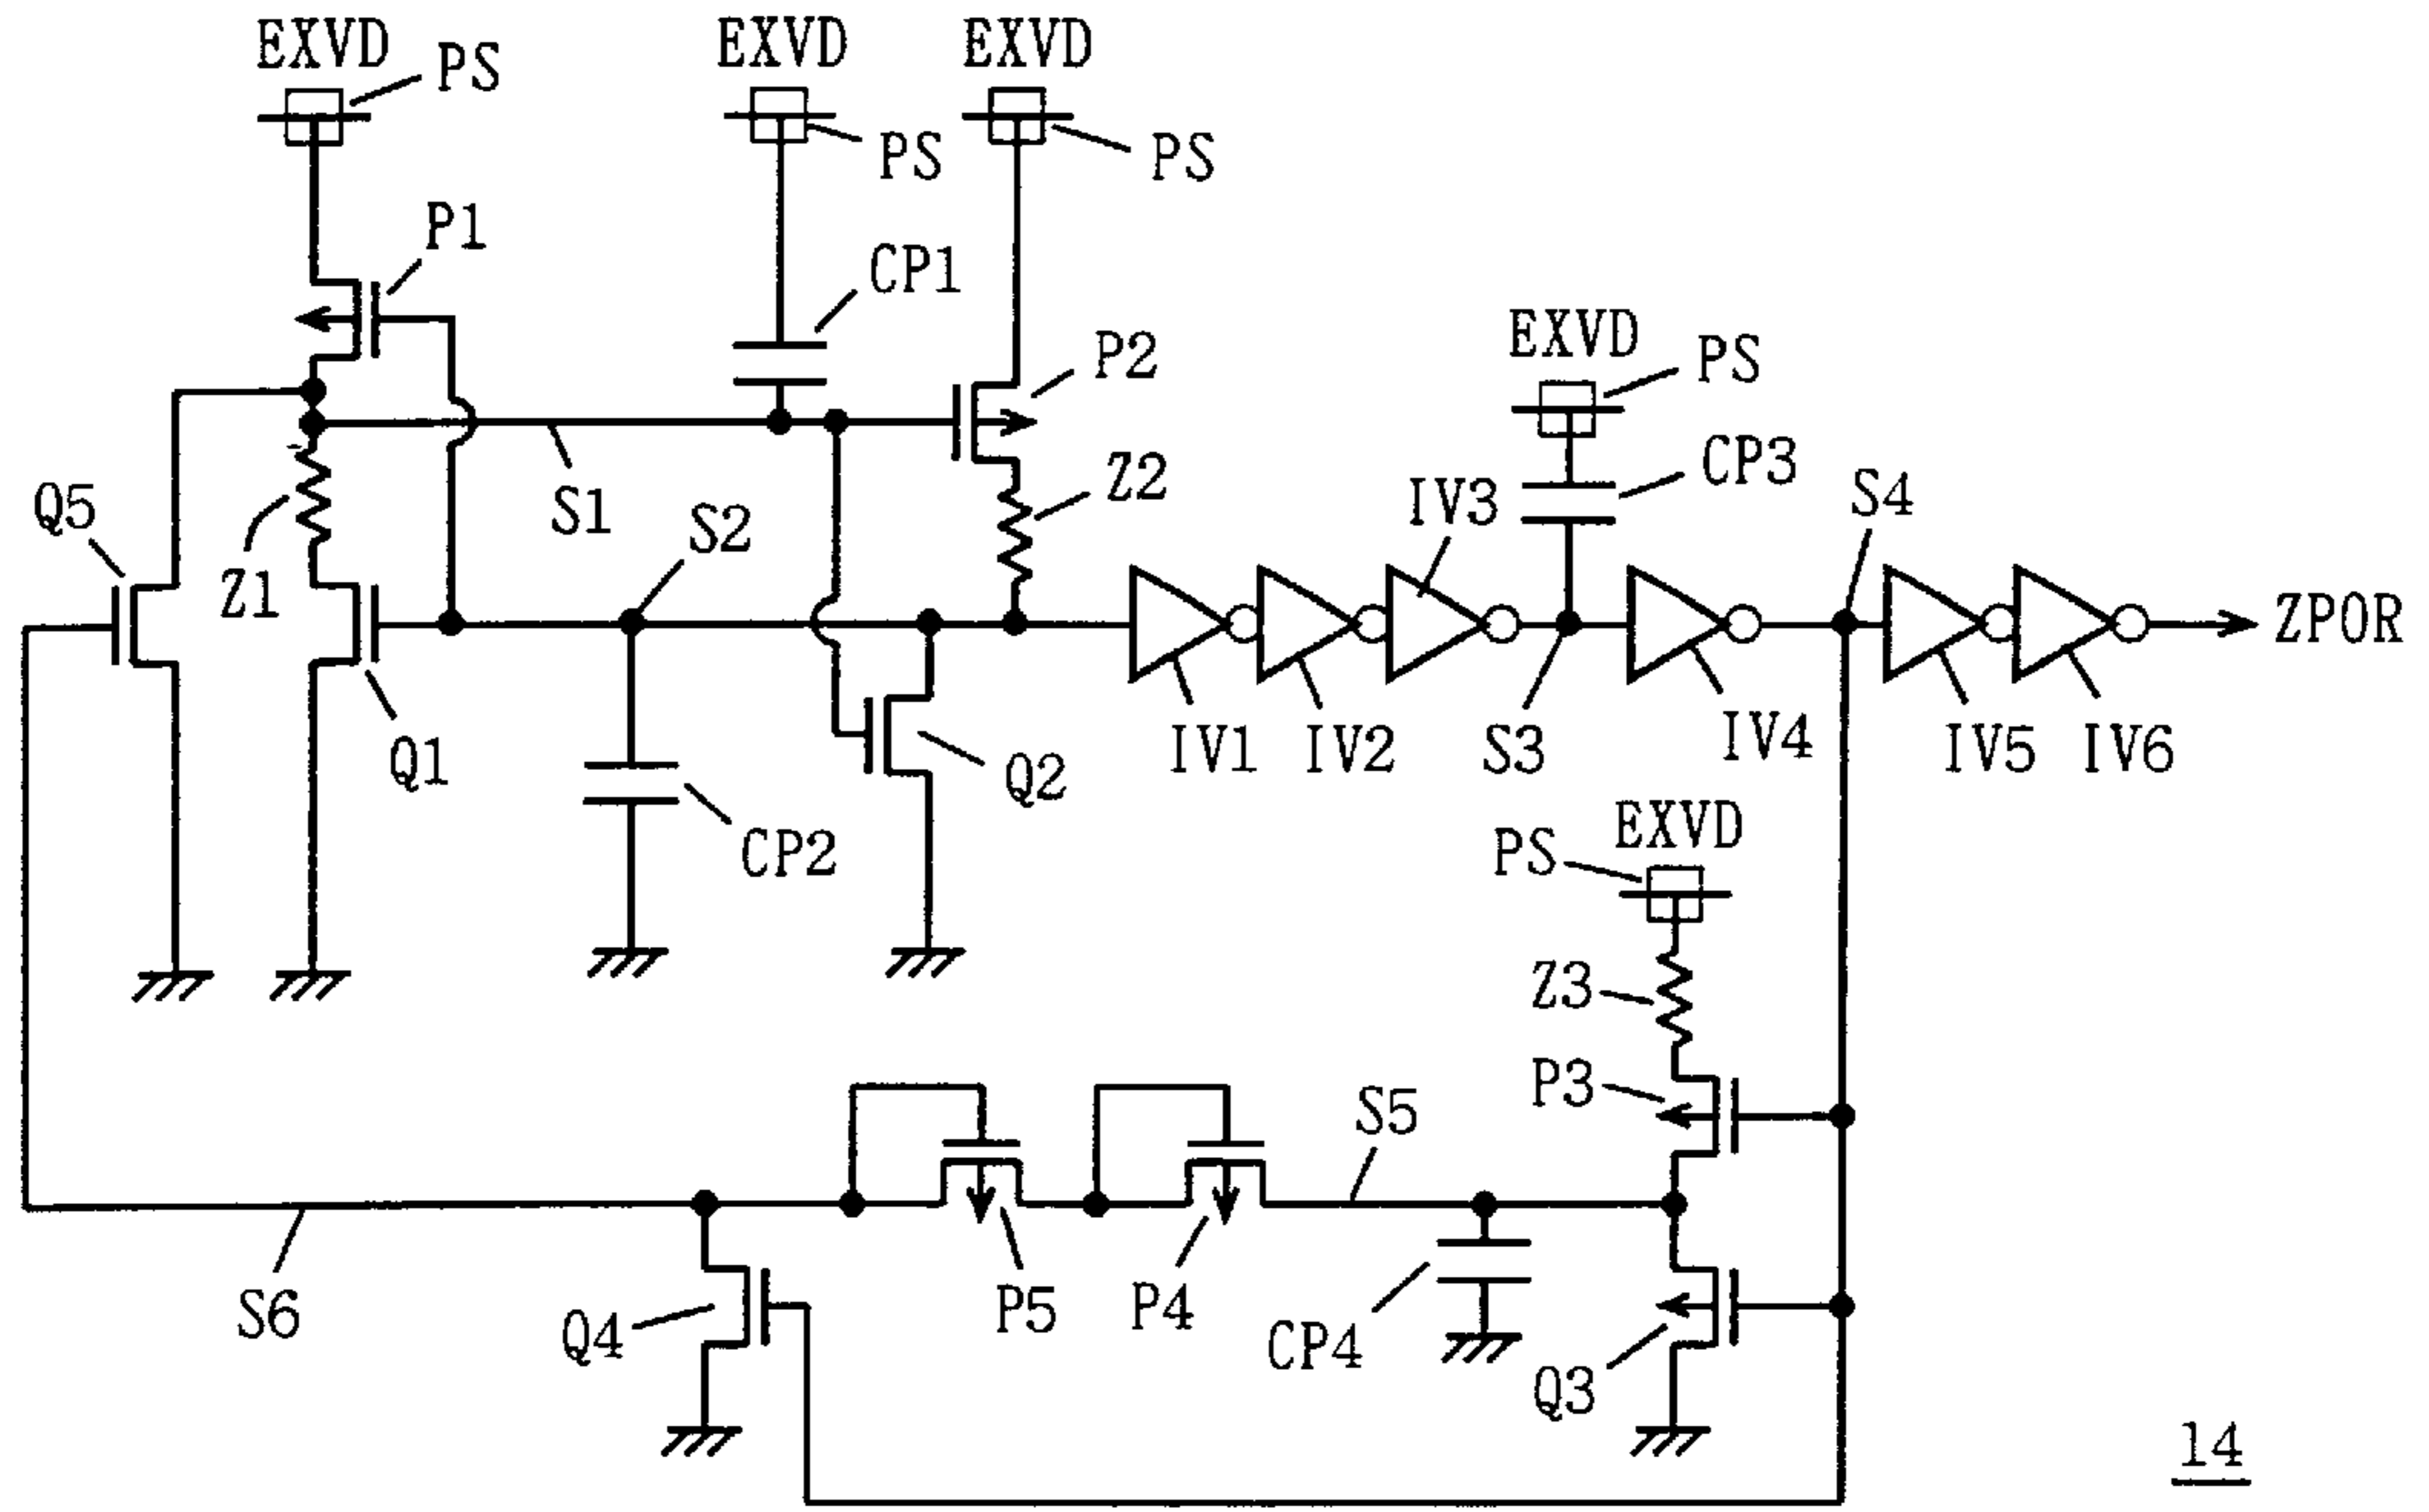 EXVD
EXVD
EXVD
PS
PS
PS
P1
CP1
P2
EXVD
PS
CP3
Z2
IV3
S4
Q5
Z1
S1
S2
ZPOR
Q1
CP2
Q2
IV1
IV2
S3
IV4
IV5
IV6
EXVD
PS
Z3
P3
S5
S6
Q4
P5
P4
CP4
Q3
14